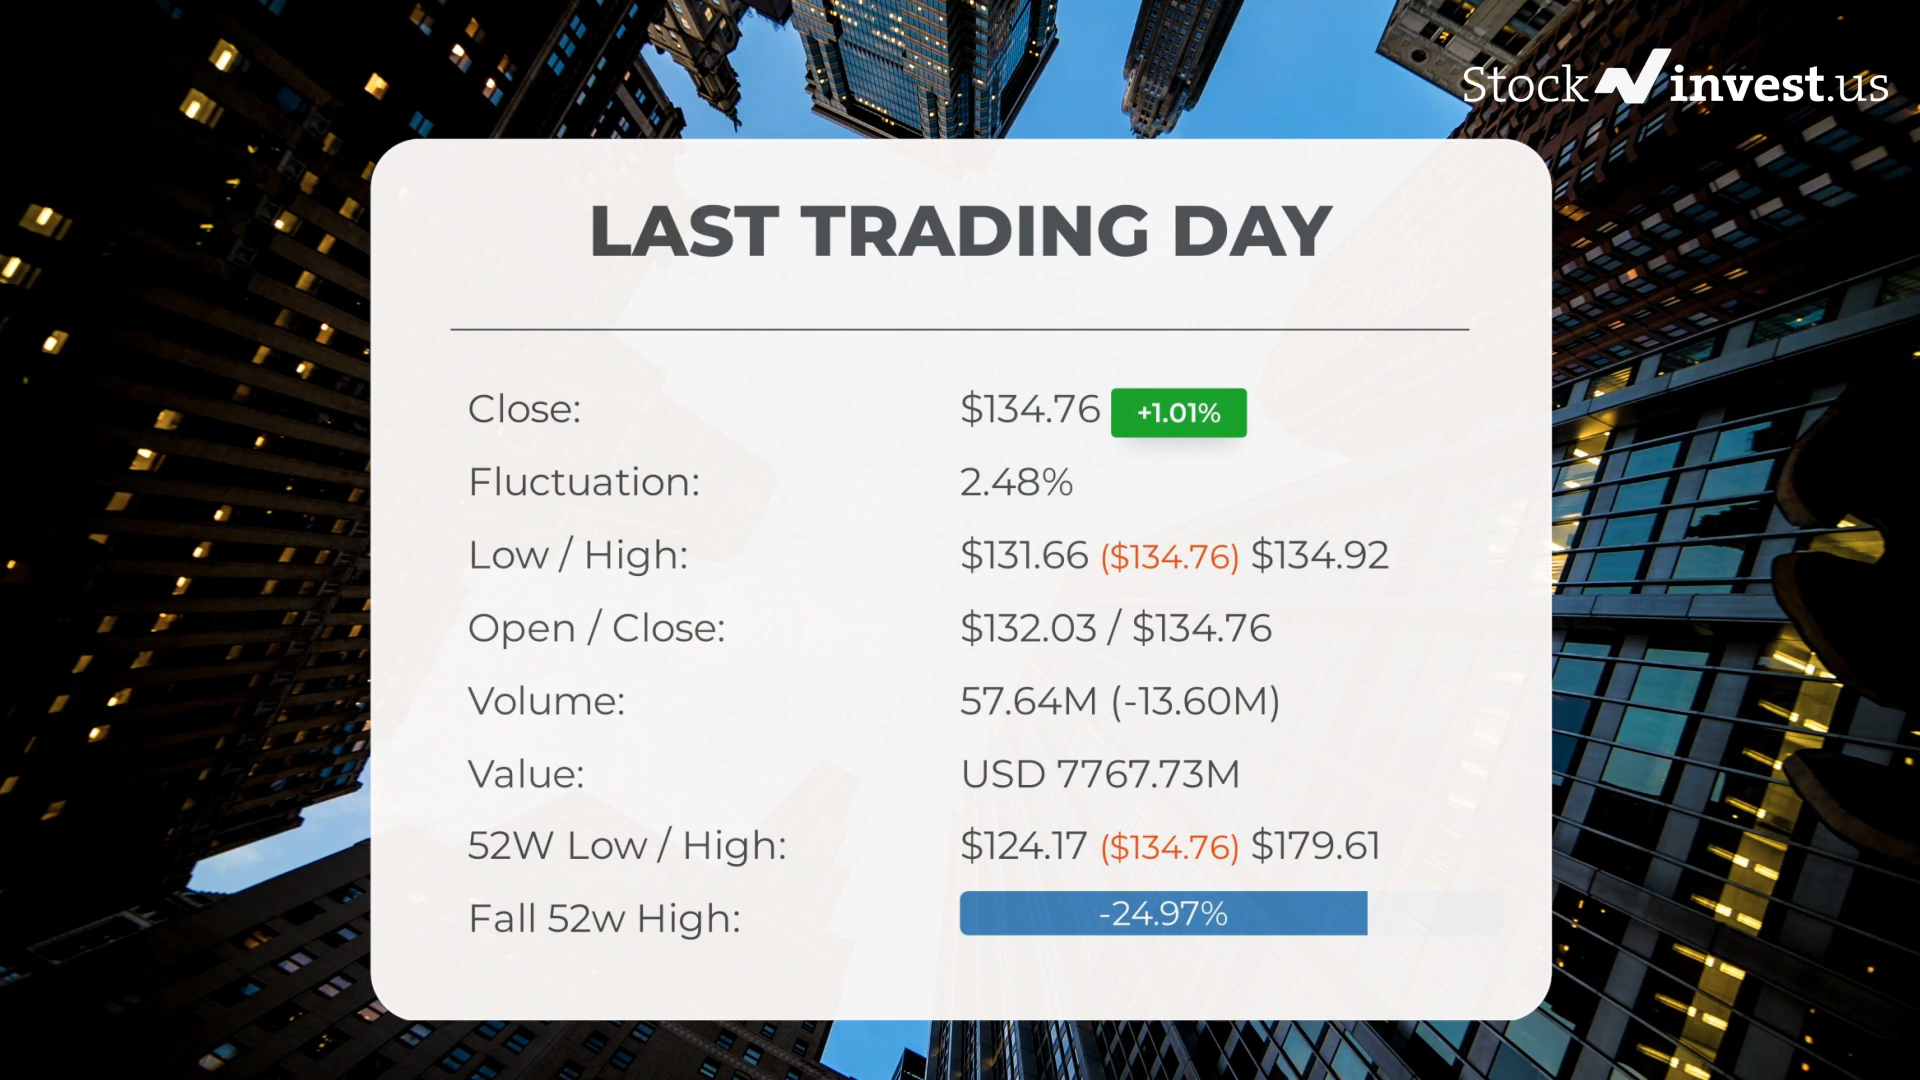 Stock invest.us
LAST TRADING DAY
Close: $134.76 +1.01%
Fluctuation: 2.48%
Low / High: $131.66 ($134.76) $134.92
Open / Close: $132.03 / $134.76
Volume: 57.64M (-13.60M)
Value: USD 7767.73M
52W Low / High: $124.17 ($134.76) $179.61
Fall 52w High: -24.97%